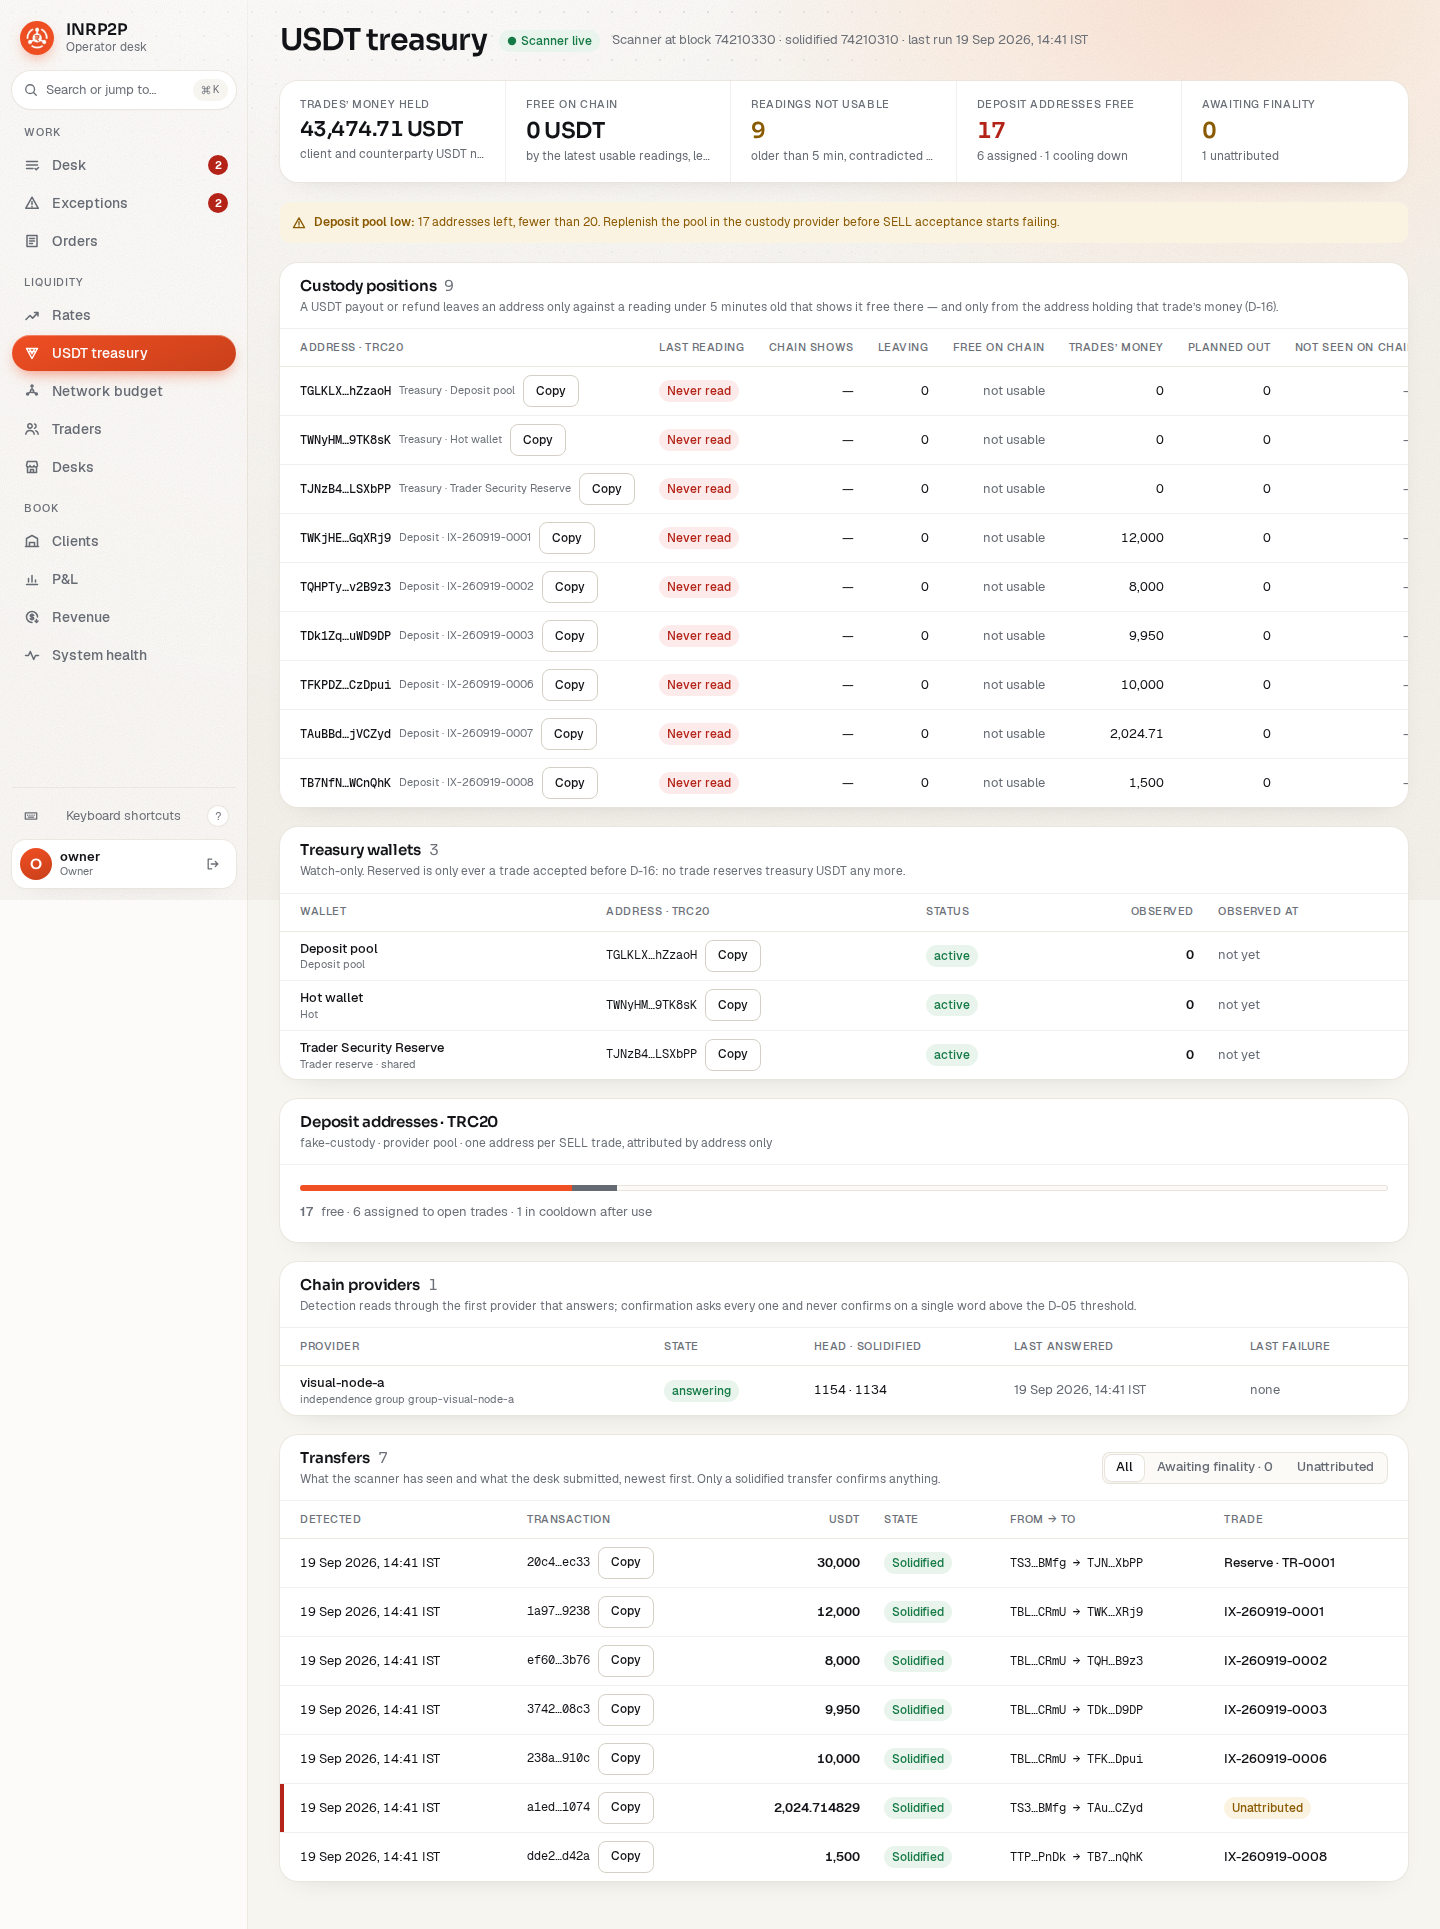 INRP2P
Operator desk
Search or jump to...
⌘K
WORK
Desk 2
Exceptions 2
Orders
LIQUIDITY
Rates
USDT treasury
Network budget
Traders
Desks
BOOK
Clients
P&L
Revenue
System health
Keyboard shortcuts ?
O
owner
Owner
USDT treasury
Scanner live
Scanner at block 74210330 · solidified 74210310 · last run 19 Sep 2026, 14:41 IST
TRADES' MONEY HELD
43,474.71 USDT
client and counterparty USDT n...
FREE ON CHAIN
0 USDT
by the latest usable readings, le...
READINGS NOT USABLE
9
older than 5 min, contradicted ...
DEPOSIT ADDRESSES FREE
17
6 assigned · 1 cooling down
AWAITING FINALITY
0
1 unattributed
Deposit pool low: 17 addresses left, fewer than 20. Replenish the pool in the custody provider before SELL acceptance starts failing.
Custody positions 9
A USDT payout or refund leaves an address only against a reading under 5 minutes old that shows it free there — and only from the address holding that trade's money (D-16).
ADDRESS · TRC20 LAST READING CHAIN SHOWS LEAVING FREE ON CHAIN TRADES' MONEY PLANNED OUT NOT SEEN ON CHAI
TGLKLX…hZzaoH Treasury · Deposit pool Copy Never read — 0 not usable 0 0 –
TWNyHM…9TK8sK Treasury · Hot wallet Copy Never read — 0 not usable 0 0 –
TJNzB4…LSXbPP Treasury · Trader Security Reserve Copy Never read — 0 not usable 0 0 –
TWKjHE…GqXRj9 Deposit · IX-260919-0001 Copy Never read — 0 not usable 12,000 0 –
TQHPTy…v2B9z3 Deposit · IX-260919-0002 Copy Never read — 0 not usable 8,000 0 –
TDk1Zq…uWD9DP Deposit · IX-260919-0003 Copy Never read — 0 not usable 9,950 0 –
TFKPDZ…CzDpui Deposit · IX-260919-0006 Copy Never read — 0 not usable 10,000 0 –
TAuBBd…jVCZyd Deposit · IX-260919-0007 Copy Never read — 0 not usable 2,024.71 0 –
TB7NfN…WCnQhK Deposit · IX-260919-0008 Copy Never read — 0 not usable 1,500 0 –
Treasury wallets 3
Watch-only. Reserved is only ever a trade accepted before D-16: no trade reserves treasury USDT any more.
WALLET ADDRESS · TRC20 STATUS OBSERVED OBSERVED AT
Deposit pool
Deposit pool
TGLKLX…hZzaoH Copy active 0 not yet
Hot wallet
Hot
TWNyHM…9TK8sK Copy active 0 not yet
Trader Security Reserve
Trader reserve · shared
TJNzB4…LSXbPP Copy active 0 not yet
Deposit addresses · TRC20
fake-custody · provider pool · one address per SELL trade, attributed by address only
17 free · 6 assigned to open trades · 1 in cooldown after use
Chain providers 1
Detection reads through the first provider that answers; confirmation asks every one and never confirms on a single word above the D-05 threshold.
PROVIDER STATE HEAD · SOLIDIFIED LAST ANSWERED LAST FAILURE
visual-node-a
independence group group-visual-node-a
answering 1154 · 1134 19 Sep 2026, 14:41 IST none
Transfers 7
What the scanner has seen and what the desk submitted, newest first. Only a solidified transfer confirms anything.
All Awaiting finality · 0 Unattributed
DETECTED TRANSACTION USDT STATE FROM → TO TRADE
19 Sep 2026, 14:41 IST 20c4…ec33 Copy 30,000 Solidified TS3…BMfg → TJN…XbPP Reserve · TR-0001
19 Sep 2026, 14:41 IST 1a97…9238 Copy 12,000 Solidified TBL…CRmU → TWK…XRj9 IX-260919-0001
19 Sep 2026, 14:41 IST ef60…3b76 Copy 8,000 Solidified TBL…CRmU → TQH…B9z3 IX-260919-0002
19 Sep 2026, 14:41 IST 3742…08c3 Copy 9,950 Solidified TBL…CRmU → TDk…D9DP IX-260919-0003
19 Sep 2026, 14:41 IST 238a…910c Copy 10,000 Solidified TBL…CRmU → TFK…Dpui IX-260919-0006
19 Sep 2026, 14:41 IST a1ed…1074 Copy 2,024.714829 Solidified TS3…BMfg → TAu…CZyd Unattributed
19 Sep 2026, 14:41 IST dde2…d42a Copy 1,500 Solidified TTP…PnDk → TB7…nQhK IX-260919-0008